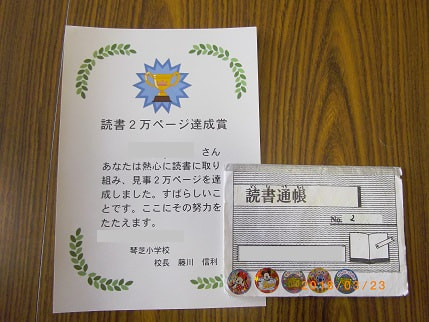 読書２万ページ達成賞
さん
あなたは熱心に読書に取り
組み、見事２万ページを達
成しました。すばらしいこ
とです。ここにその努力を
たたえます。
琴芝小学校
校長　藤川　信利
読書通帳
No. 2